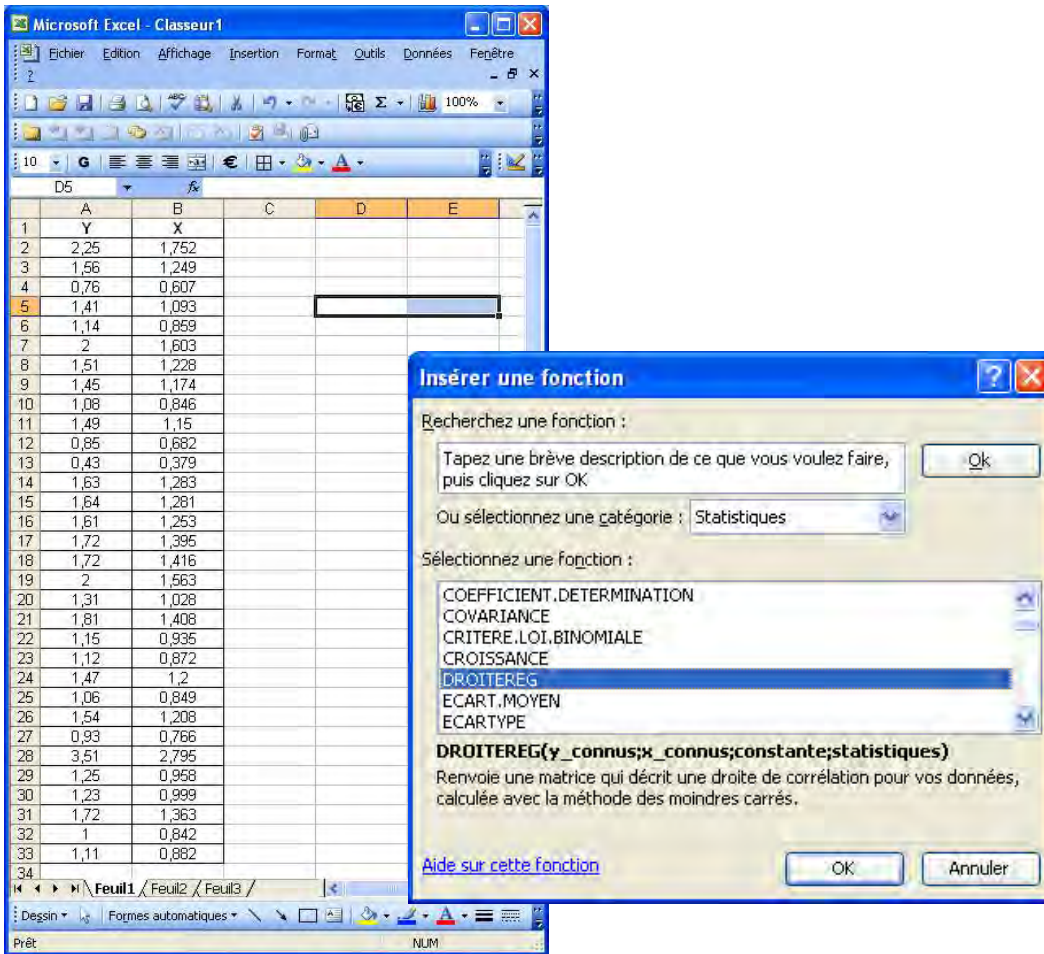 Microsoft Excel - Classeur1
Fichier Edition Affichage Insertion Format Outils Données Fenêtre
?
Σ 100%
10 G € A
D5 fx
A B C D E
1 Y X
2 2,25 1,752
3 1,56 1,249
4 0,76 0,607
5 1,41 1,093
6 1,14 0,859
7 2 1,603
8 1,51 1,228
9 1,45 1,174
10 1,08 0,846
11 1,49 1,15
12 0,85 0,682
13 0,43 0,379
14 1,63 1,283
15 1,64 1,281
16 1,61 1,253
17 1,72 1,395
18 1,72 1,416
19 2 1,563
20 1,31 1,028
21 1,81 1,408
22 1,15 0,935
23 1,12 0,872
24 1,47 1,2
25 1,06 0,849
26 1,54 1,208
27 0,93 0,766
28 3,51 2,795
29 1,25 0,958
30 1,23 0,999
31 1,72 1,363
32 1 0,842
33 1,11 0,882
34
Feuil1 / Feuil2 / Feuil3 /
Dessin Formes automatiques A
Prêt NUM
Insérer une fonction
Recherchez une fonction :
Tapez une brève description de ce que vous voulez faire,
puis cliquez sur OK
Ok
Ou sélectionnez une catégorie : Statistiques
Sélectionnez une fonction :
COEFFICIENT.DETERMINATION
COVARIANCE
CRITERE.LOI.BINOMIALE
CROISSANCE
DROITEREG
ECART.MOYEN
ECARTYPE
DROITEREG(y_connus;x_connus;constante;statistiques)
Renvoie une matrice qui décrit une droite de corrélation pour vos données,
calculée avec la méthode des moindres carrés.
Aide sur cette fonction
OK Annuler